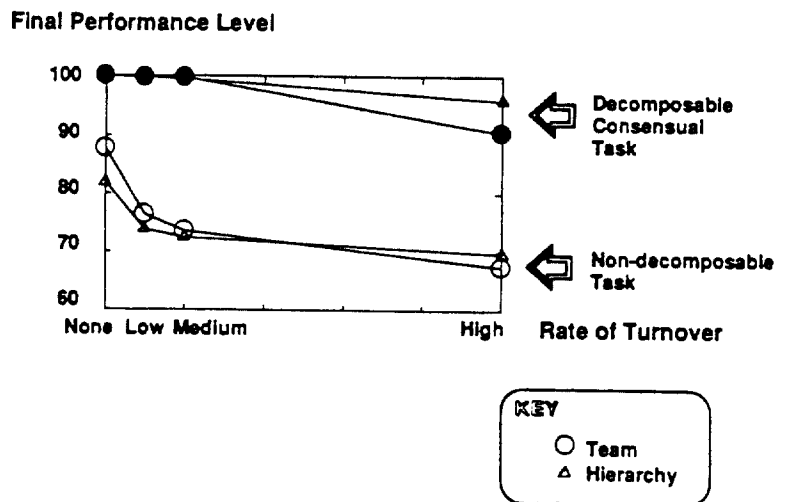 Final Performance Level
100
90
80
70
60
None Low Medium High
Rate of Turnover
Decomposable
Consensual
Task
Non-decomposable
Task
KEY
Team
Hierarchy